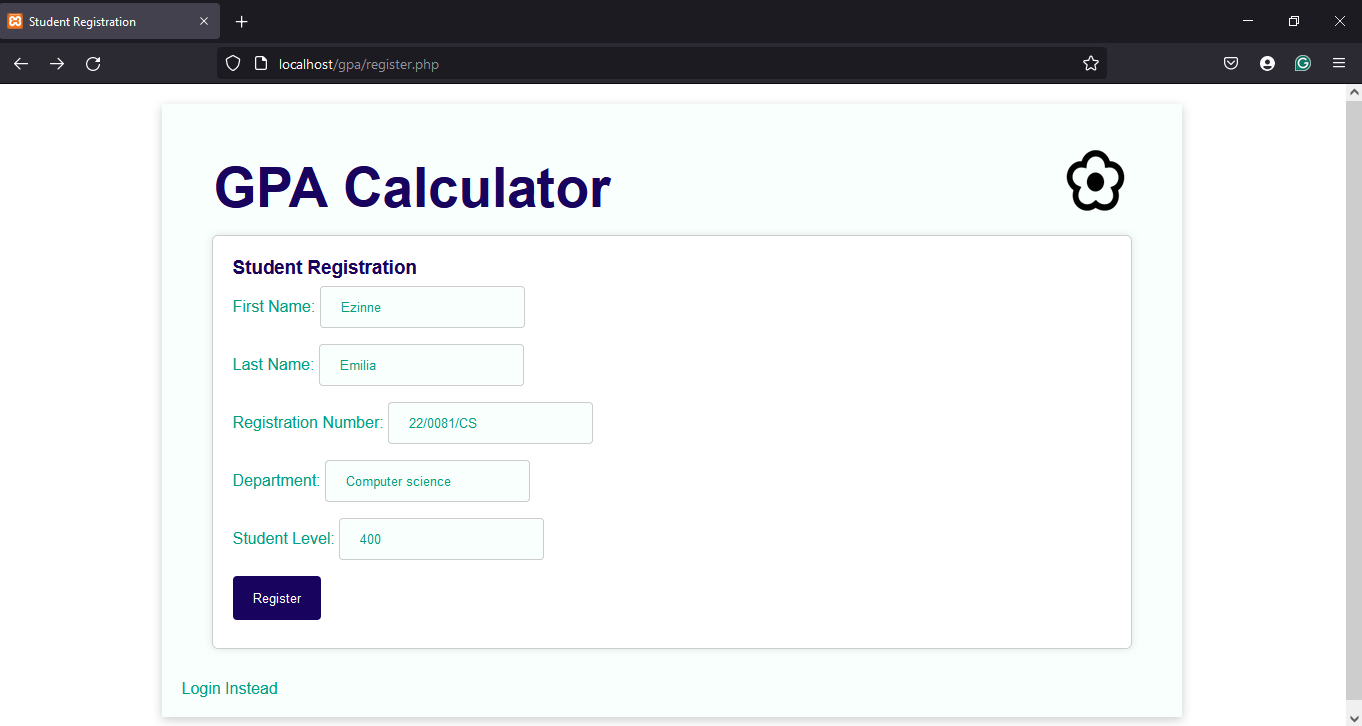 Student Registration
localhost/gpa/register.php
GPA Calculator
Student Registration
First Name: Ezinne
Last Name: Emilia
Registration Number: 22/0081/CS
Department: Computer science
Student Level: 400
Register
Login Instead